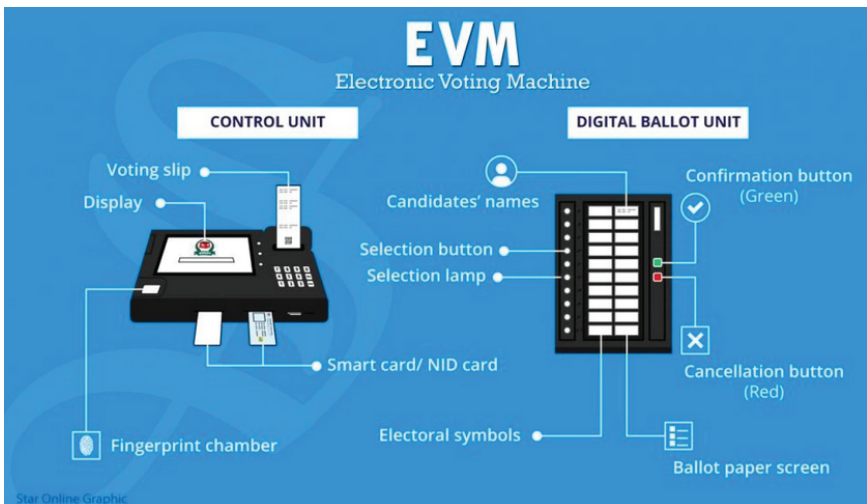 EVM
Electronic Voting Machine
CONTROL UNIT
Voting slip
Display
Smart card/ NID card
Fingerprint chamber
DIGITAL BALLOT UNIT
Candidates’ names
Confirmation button
(Green)
Selection button
Selection lamp
Cancellation button
(Red)
Electoral symbols
Ballot paper screen
Star Online Graphic